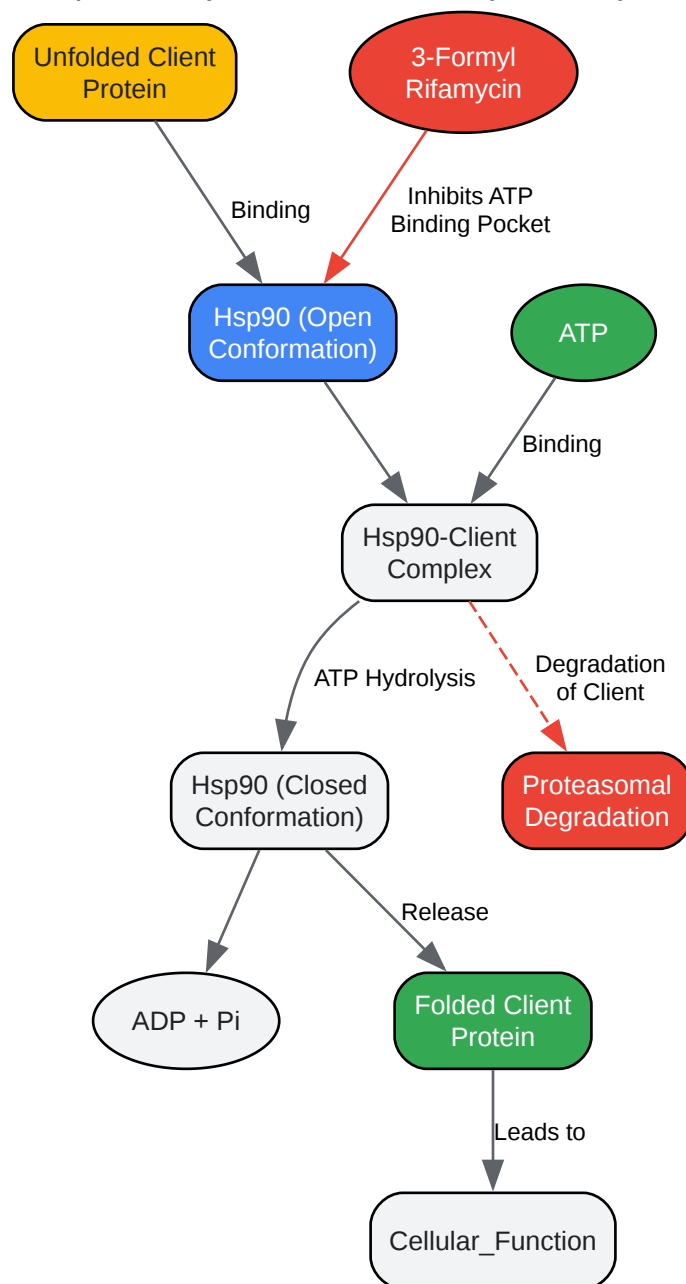 Unfolded Client
Protein
3-Formyl
Rifamycin
Binding
Inhibits ATP
Binding Pocket
Hsp90 (Open
Conformation)
ATP
Binding
Hsp90-Client
Complex
ATP Hydrolysis
Degradation
of Client
Hsp90 (Closed
Conformation)
Proteasomal
Degradation
Release
ADP + Pi
Folded Client
Protein
Leads to
Cellular_Function